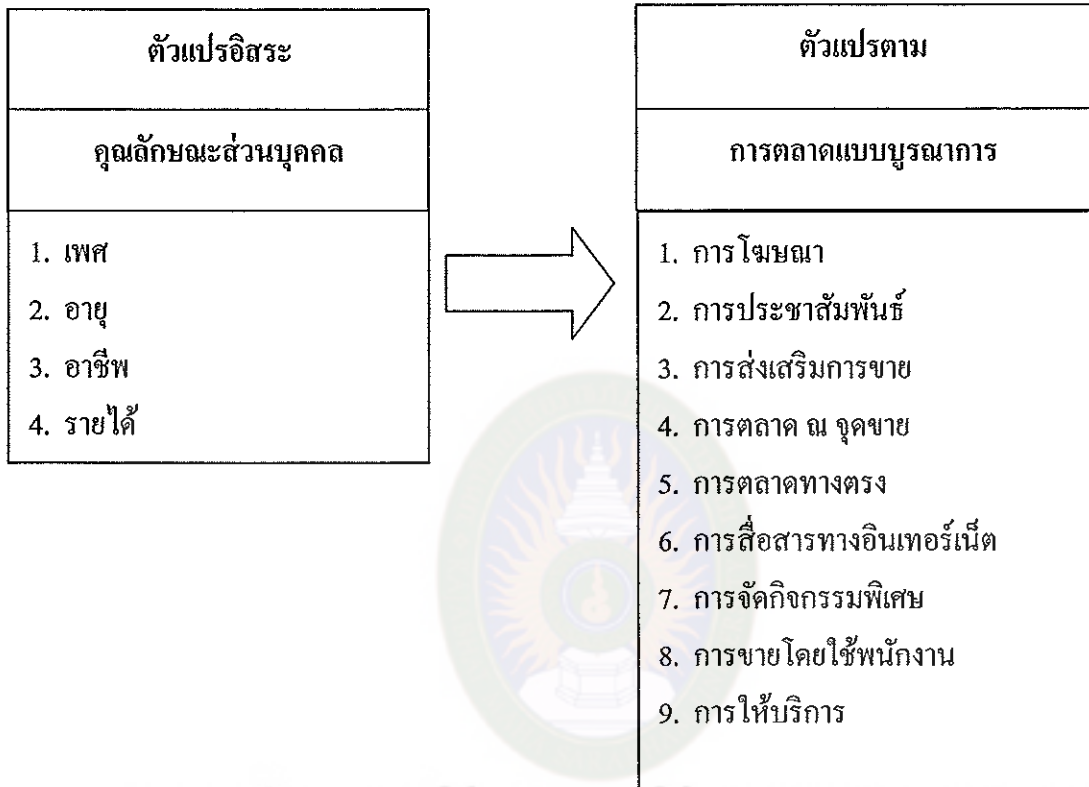 ตัวแปรอิสระ
คุณลักษณะส่วนบุคคล
1. เพศ
2. อายุ
3. อาชีพ
4. รายได้
ตัวแปรตาม
การตลาดแบบบูรณาการ
1. การโฆษณา
2. การประชาสัมพันธ์
3. การส่งเสริมการขาย
4. การตลาด ณ จุดขาย
5. การตลาดทางตรง
6. การสื่อสารทางอินเทอร์เน็ต
7. การจัดกิจกรรมพิเศษ
8. การขายโดยใช้พนักงาน
9. การให้บริการ